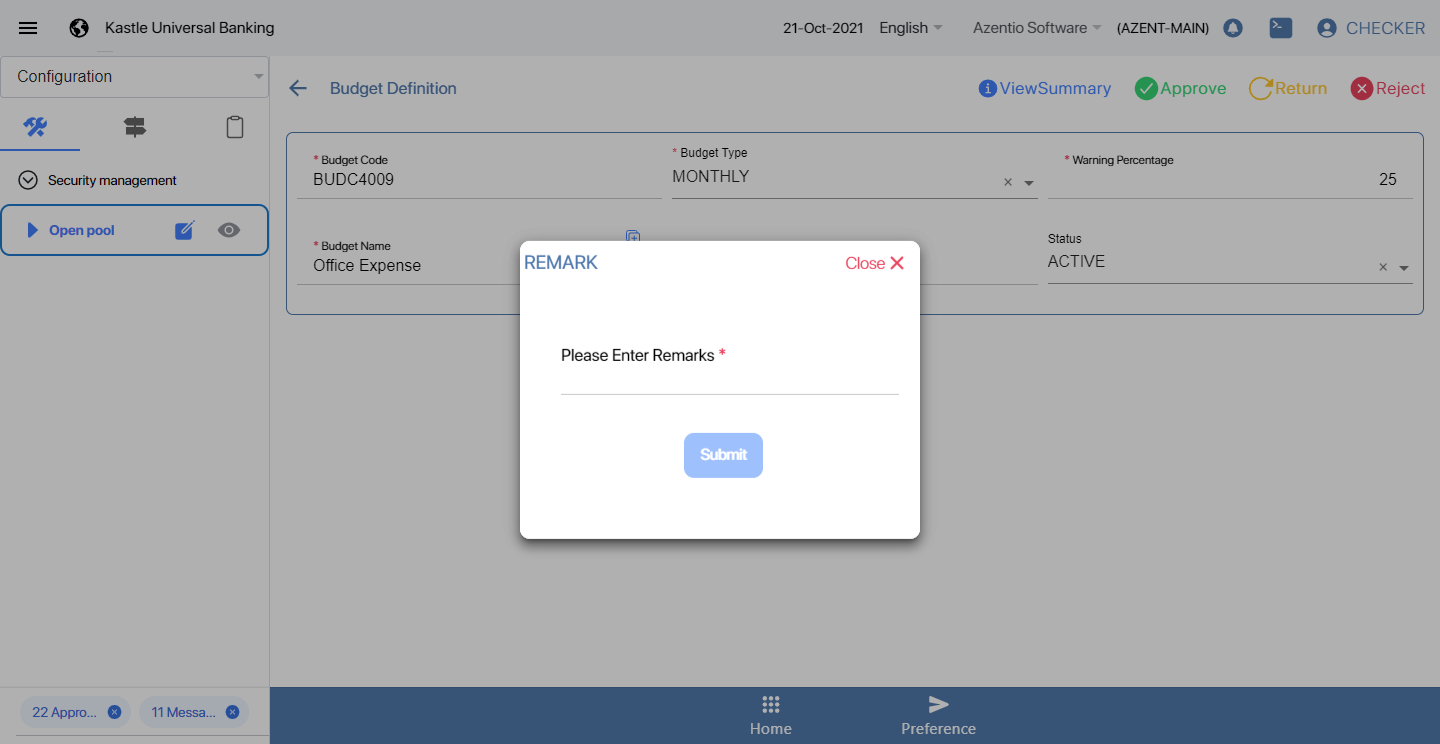 Kastle Universal Banking
21-Oct-2021 English Azentio Software (AZENT-MAIN) CHECKER
Configuration
Budget Definition
ViewSummary Approve Return Reject
Security management
Open pool
* Budget Code
BUDC4009
* Budget Type
MONTHLY
* Warning Percentage
25
* Budget Name
Office Expense
Status
ACTIVE
REMARK
Close
Please Enter Remarks *
Submit
22 Appro...
11 Messa...
Home
Preference